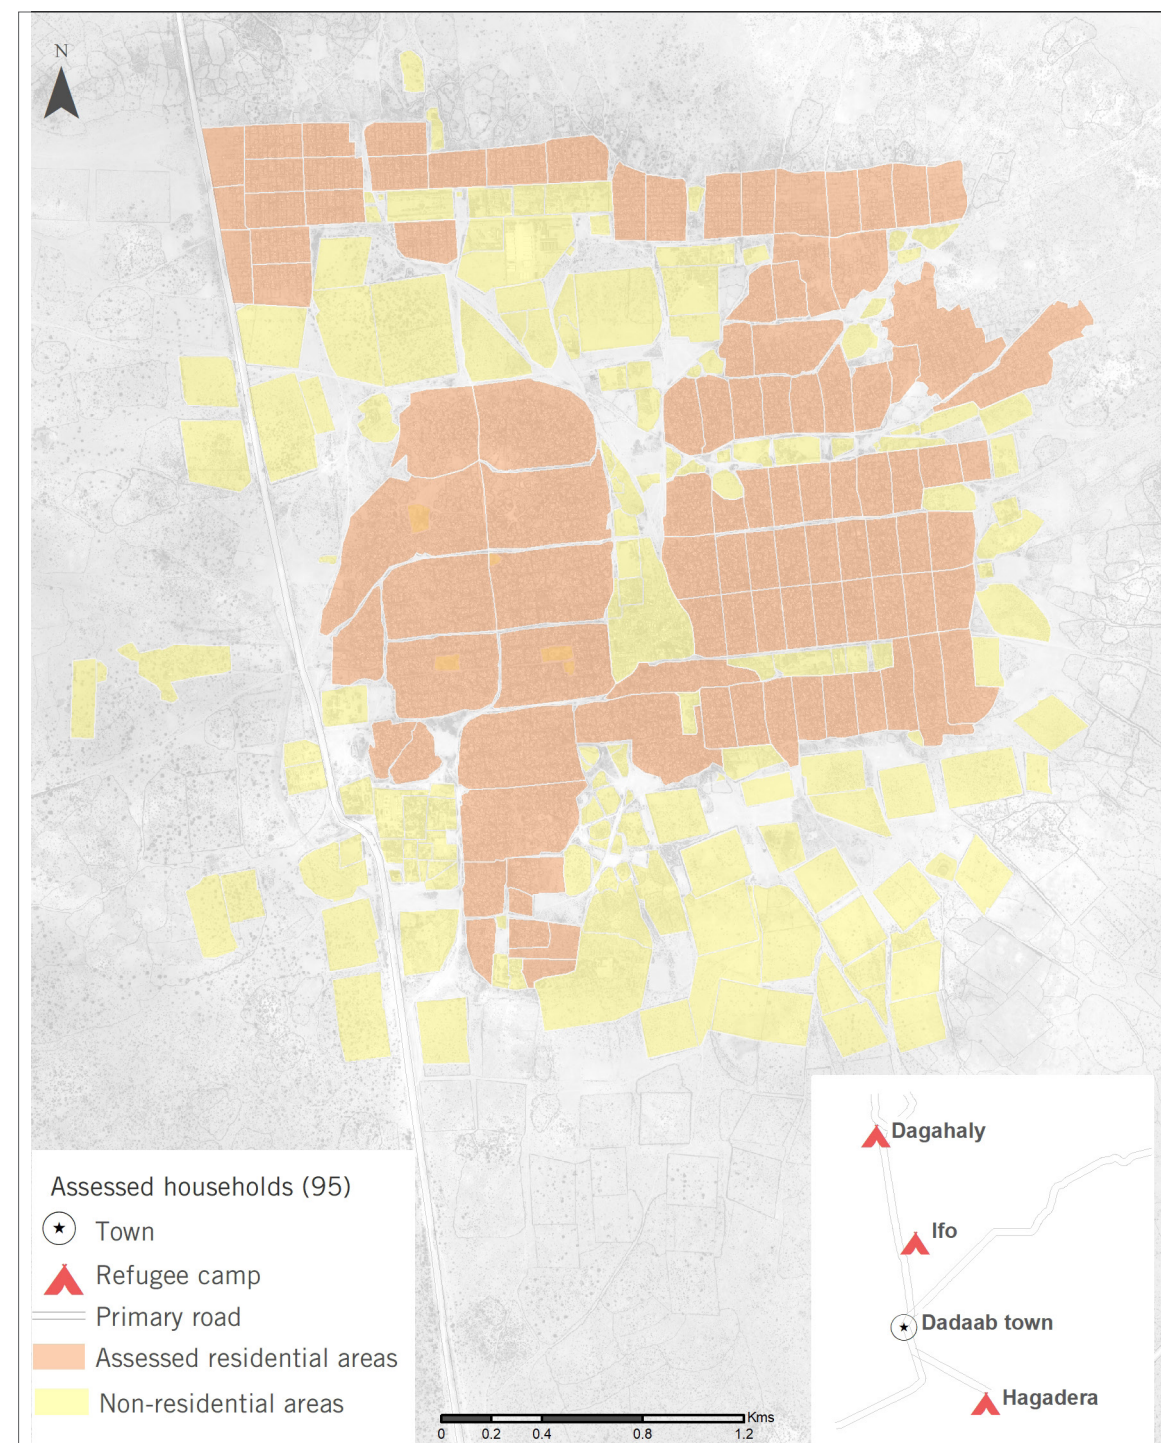 N
Assessed households (95)
Town
Refugee camp
Primary road
Assessed residential areas
Non-residential areas
Kms
0 0.2 0.4 0.8 1.2
Dagahaly
Ifo
Dadaab town
Hagadera